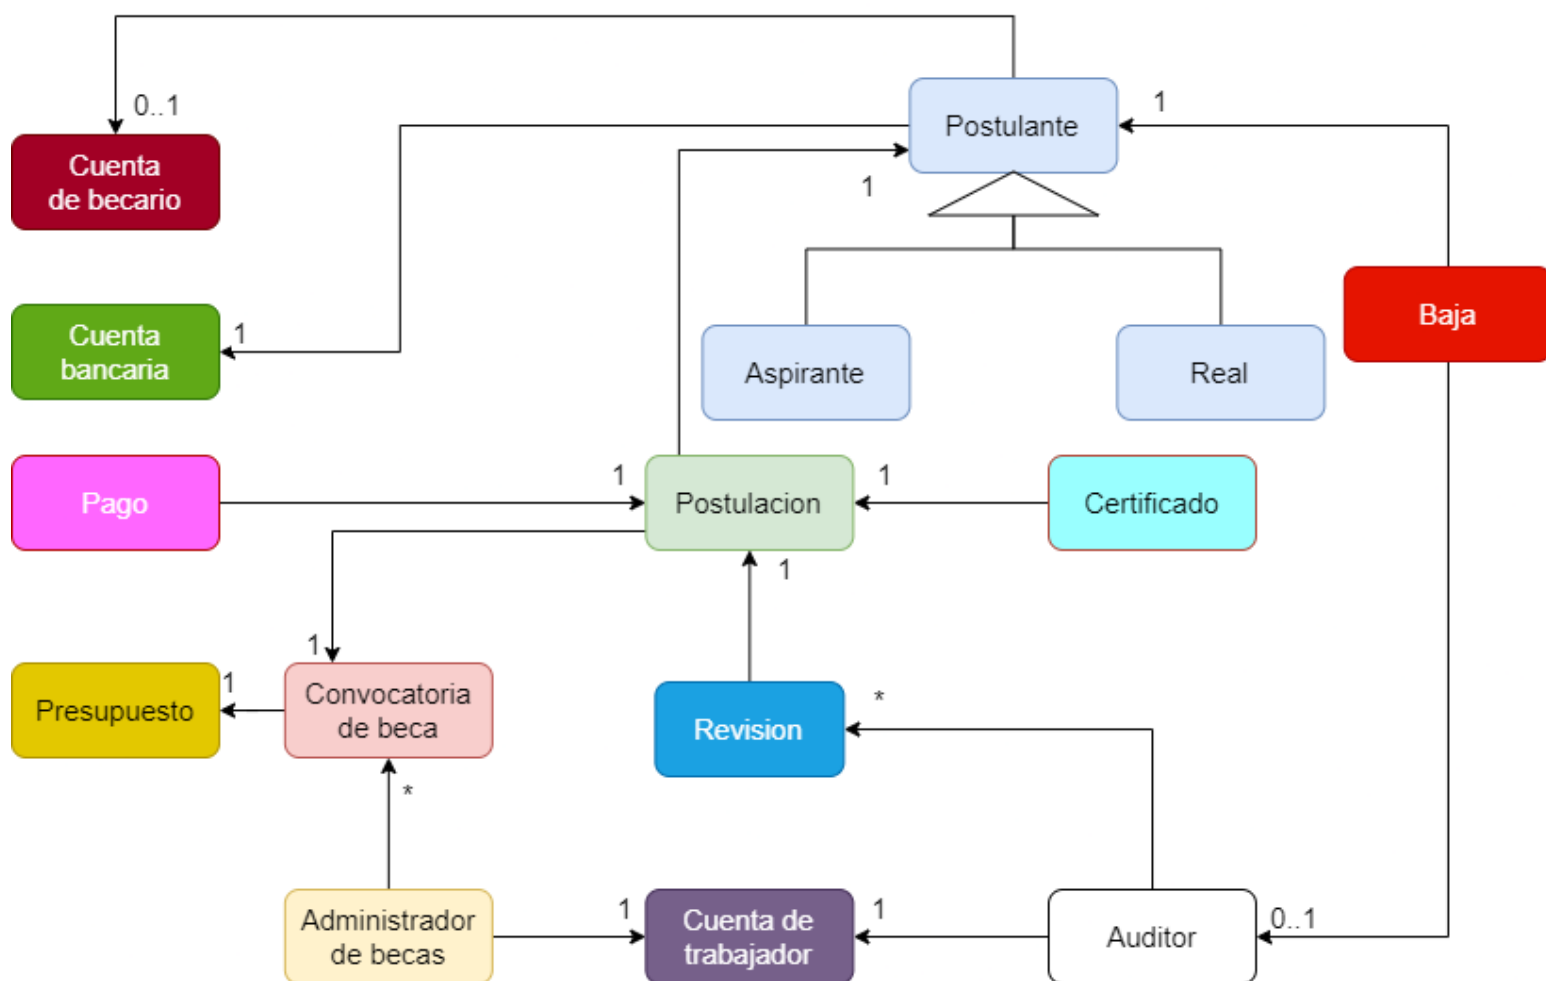 0..1
1
Postulante
Cuenta
de becario
1
Cuenta
bancaria
1
Baja
Aspirante
Real
Pago
1
Postulacion
1
Certificado
1
1
Presupuesto
1
Convocatoria
de beca
Revision
*
*
Administrador
de becas
1
Cuenta de
trabajador
1
Auditor
0..1